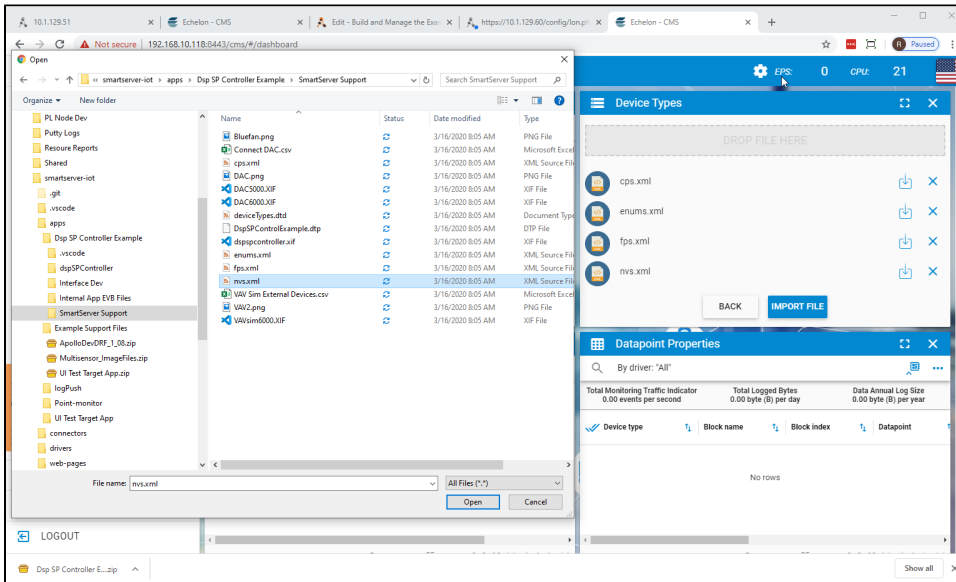 10.1.129.51
Echelon - CMS
Edit - Build and Manage the Exa
https://10.1.129.60/config/lon.ph
Echelon - CMS
Not secure
192.168.10.118:8443/cms/#/dashboard
R
Paused
Open
« smartserver-iot › apps › Dsp SP Controller Example › SmartServer Support
Search SmartServer Support
Organize
New folder
PL Node Dev
Putty Logs
Resoure Reports
Shared
smartserver-iot
.git
.vscode
apps
Dsp SP Controller Example
.vscode
dspSPController
Interface Dev
Internal App EVB Files
SmartServer Support
Example Support Files
ApolloDevDRF_1_08.zip
Multisensor_ImageFiles.zip
UI Test Target App.zip
logPush
Point-monitor
UI Test Target App
connectors
drivers
web-pages
Name Status Date modified Type
Bluefan.png 3/16/2020 8:05 AM PNG File
Connect DAC.csv 3/16/2020 8:05 AM Microsoft Excel
cps.xml 3/16/2020 8:05 AM XML Source Fil
DAC.png 3/16/2020 8:05 AM PNG File
DAC5000.XIF 3/16/2020 8:05 AM XIF File
DAC6000.XIF 3/16/2020 8:05 AM XIF File
deviceTypes.dtd 3/16/2020 8:05 AM Document Type
DspSPControlExample.dtp 3/16/2020 8:05 AM DTP File
dspspcontroller.xif 3/16/2020 8:05 AM XIF File
enums.xml 3/16/2020 8:05 AM XML Source Fil
fps.xml 3/16/2020 8:05 AM XML Source Fil
nvs.xml 3/16/2020 8:05 AM XML Source Fil
VAV Sim External Devices.csv 3/16/2020 8:05 AM Microsoft Excel
VAV2.png 3/16/2020 8:05 AM PNG File
VAVsim6000.XIF 3/16/2020 8:05 AM XIF File
File name: nvs.xml
All Files (*.*)
Open
Cancel
EPS: 0 CPU: 21
Device Types
DROP FILE HERE
cps.xml
enums.xml
fps.xml
nvs.xml
BACK
IMPORT FILE
Datapoint Properties
By driver: "All"
Total Monitoring Traffic Indicator Total Logged Bytes Data Annual Log Size
0.00 events per second 0.00 byte (B) per day 0.00 byte (B) per year
Device type Block name Block index Datapoint
No rows
LOGOUT
Dsp SP Controller E....zip
Show all